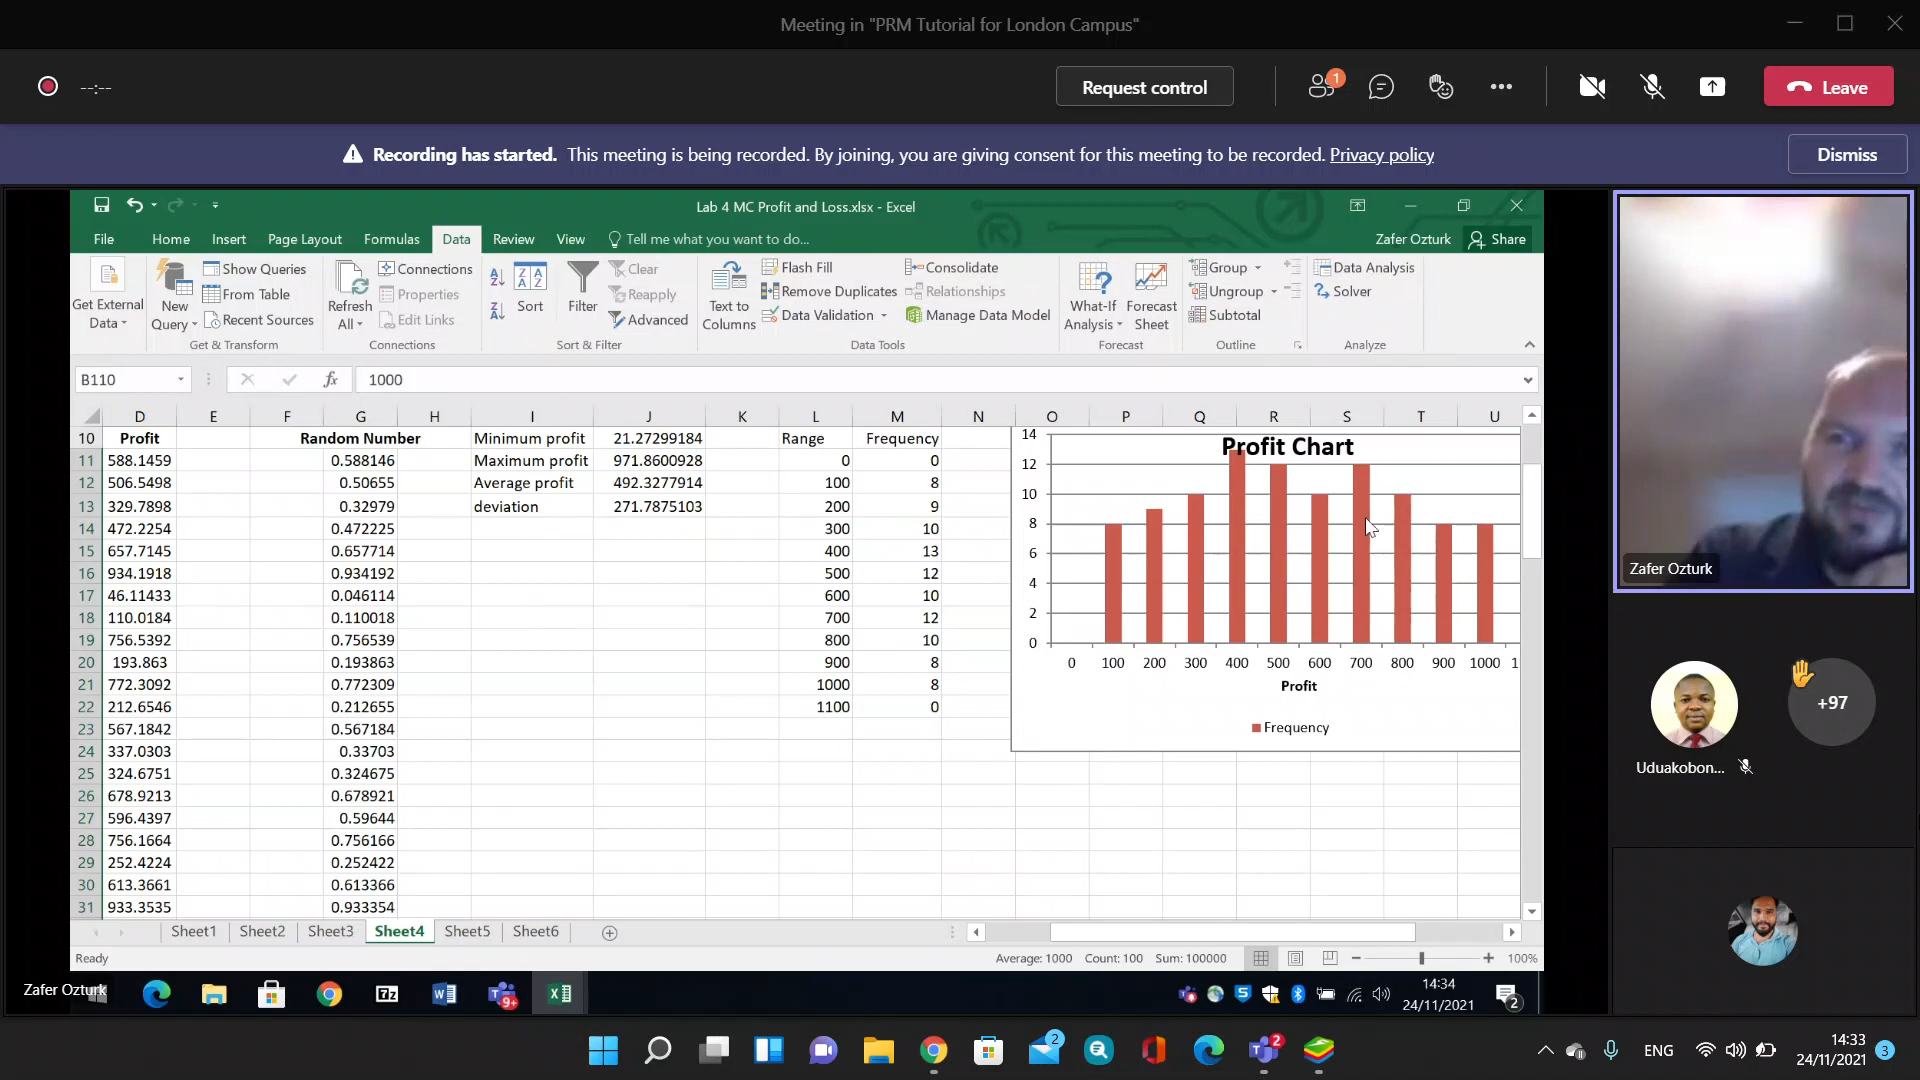 Meeting in "PRM Tutorial for London Campus"
--:--
Request control
1
Leave
Recording has started. This meeting is being recorded. By joining, you are giving consent for this meeting to be recorded. Privacy policy
Dismiss
Lab 4 MC Profit and Loss.xlsx - Excel
File Home Insert Page Layout Formulas Data Review View Tell me what you want to do... Zafer Ozturk Share
Get External Data
New Query
Show Queries
From Table
Recent Sources
Get & Transform
Refresh All
Connections
Properties
Edit Links
Connections
Sort
Filter
Clear
Reapply
Advanced
Sort & Filter
Text to Columns
Flash Fill
Remove Duplicates
Data Validation
Consolidate
Relationships
Manage Data Model
Data Tools
What-If Analysis
Forecast Sheet
Forecast
Group
Ungroup
Subtotal
Outline
Data Analysis
Solver
Analyze
B110 fx 1000
D E F G H I J K L M N O P Q R S T U
10 Profit Random Number Minimum profit 21.27299184 Range Frequency
11 588.1459 0.588146 Maximum profit 971.8600928 0 0
12 506.5498 0.50655 Average profit 492.3277914 100 8
13 329.7898 0.32979 deviation 271.7875103 200 9
14 472.2254 0.472225 300 10
15 657.7145 0.657714 400 13
16 934.1918 0.934192 500 12
17 46.11433 0.046114 600 10
18 110.0184 0.110018 700 12
19 756.5392 0.756539 800 10
20 193.863 0.193863 900 8
21 772.3092 0.772309 1000 8
22 212.6546 0.212655 1100 0
23 567.1842 0.567184
24 337.0303 0.33703
25 324.6751 0.324675
26 678.9213 0.678921
27 596.4397 0.59644
28 756.1664 0.756166
29 252.4224 0.252422
30 613.3661 0.613366
31 933.3535 0.933354
Profit Chart
14
12
10
8
6
4
2
0
0 100 200 300 400 500 600 700 800 900 1000 1
Profit
Frequency
Zafer Ozturk
+97
Uduakobon...
Sheet1 Sheet2 Sheet3 Sheet4 Sheet5 Sheet6
Ready Average: 1000 Count: 100 Sum: 100000 100%
Zafer Ozturk
7z
9+
S
14:34
24/11/2021
2
2
2
ENG
14:33
24/11/2021
3